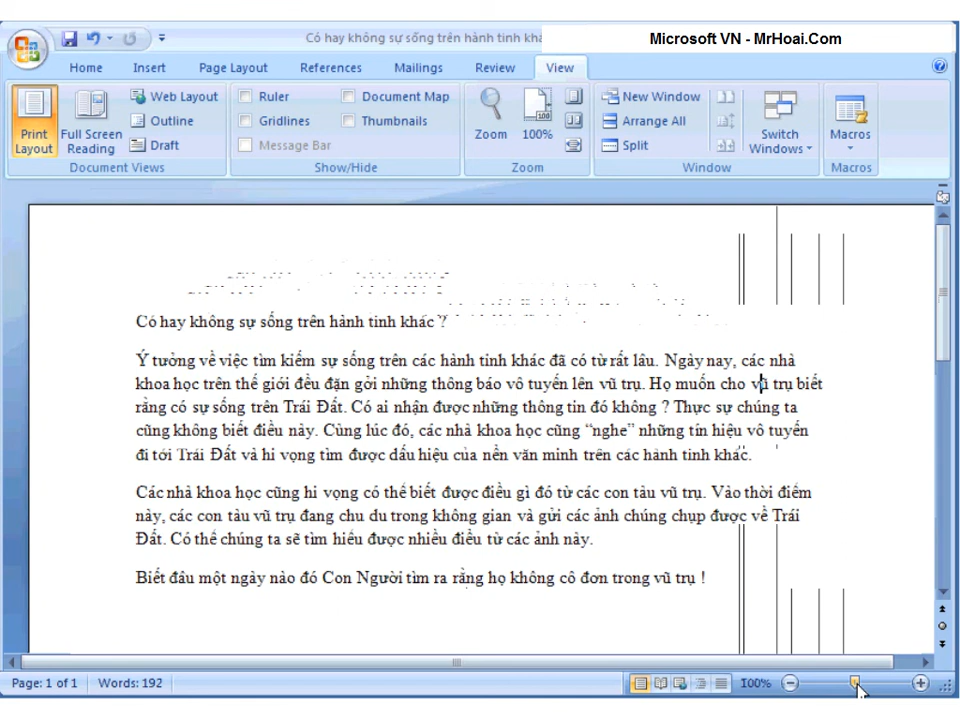 Có hay không sự sống trên hành tinh khá
Microsoft VN - MrHoai.Com
Home Insert Page Layout References Mailings Review View
Web Layout Ruler Document Map New Window
Outline Gridlines Thumbnails Arrange All
Print Layout Full Screen Reading Draft Message Bar Zoom 100% Split Switch Windows Macros
Document Views Show/Hide Zoom Window Macros
Có hay không sự sống trên hành tinh khác ?
Ý tưởng về việc tìm kiếm sự sống trên các hành tinh khác đã có từ rất lâu. Ngày nay, các nhà
khoa học trên thế giới đều đặn gởi những thông báo vô tuyến lên vũ trụ. Họ muốn cho vũ trụ biết
rằng có sự sống trên Trái Đất. Có ai nhận được những thông tin đó không ? Thực sự chúng ta
cũng không biết điều này. Cùng lúc đó, các nhà khoa học cũng “nghe” những tín hiệu vô tuyến
đi tới Trái Đất và hi vọng tìm được dấu hiệu của nền văn minh trên các hành tinh khác.
Các nhà khoa học cũng hi vọng có thể biết được điều gì đó từ các con tàu vũ trụ. Vào thời điểm
này, các con tàu vũ trụ đang chu du trong không gian và gửi các ảnh chúng chụp được về Trái
Đất. Có thể chúng ta sẽ tìm hiểu được nhiều điều từ các ảnh này.
Biết đâu một ngày nào đó Con Người tìm ra rằng họ không cô đơn trong vũ trụ !
Page: 1 of 1 Words: 192 100%